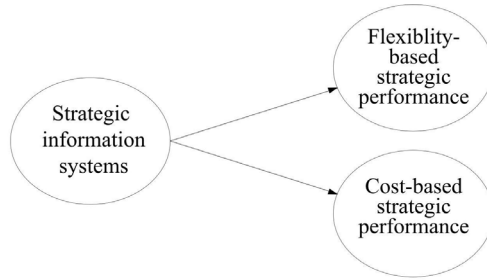 Strategic
information
systems
Flexiblity-
based
strategic
performance
Cost-based
strategic
performance